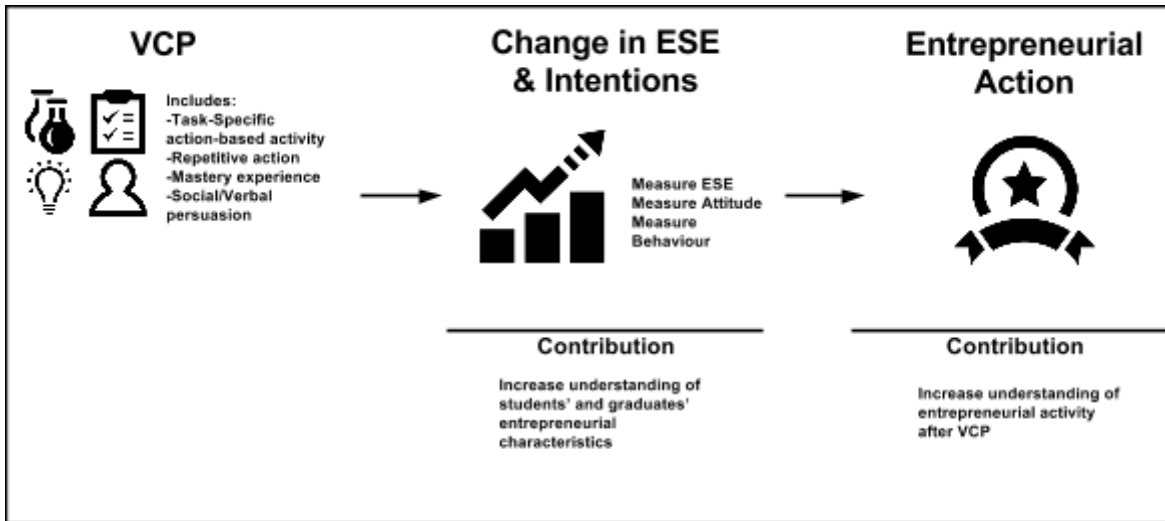 VCP
Includes:
-Task-Specific
action-based activity
-Repetitive action
-Mastery experience
-Social/Verbal
persuasion
Change in ESE
& Intentions
Measure ESE
Measure Attitude
Measure
Behaviour
Contribution
Increase understanding of
students' and graduates'
entrepreneurial
characteristics
Entrepreneurial
Action
Contribution
Increase understanding of
entrepreneurial activity
after VCP